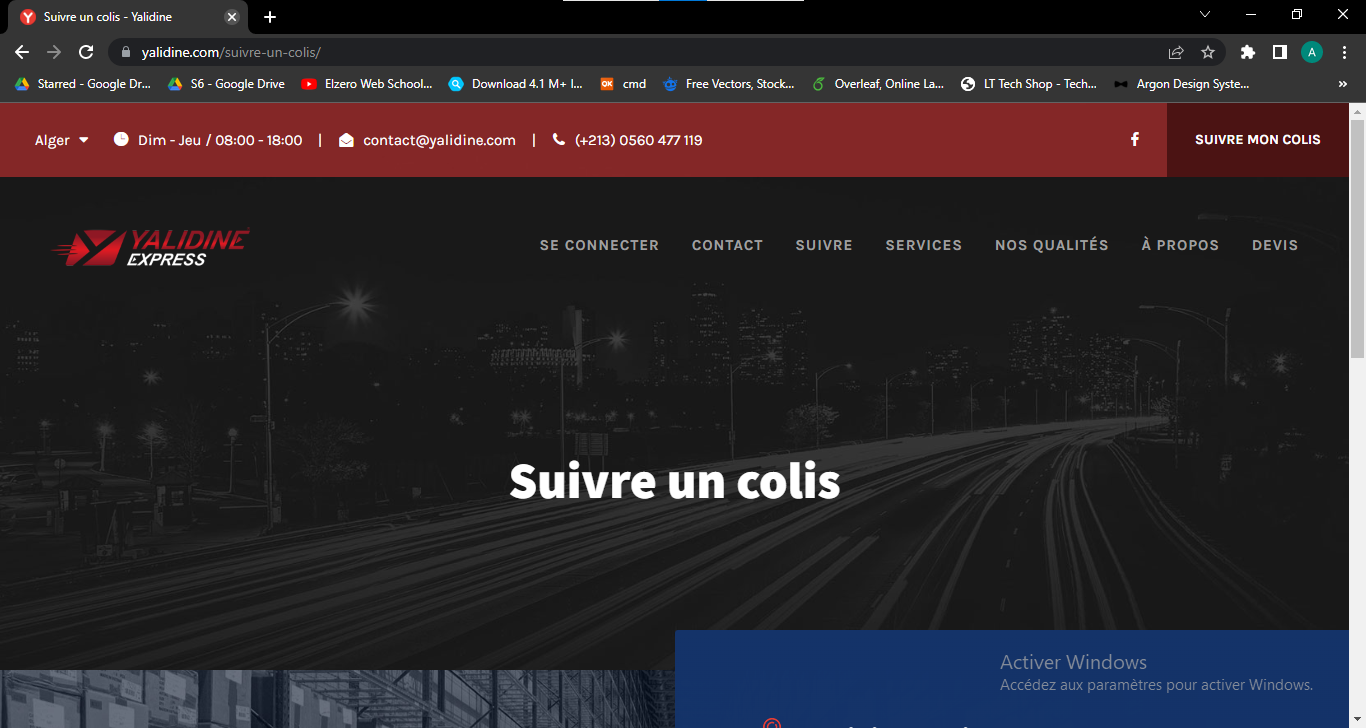 Suivre un colis - Yalidine
yalidine.com/suivre-un-colis/
A
Starred - Google Dr... S6 - Google Drive Elzero Web School... Download 4.1 M+ I... cmd Free Vectors, Stock... Overleaf, Online La... LT Tech Shop - Tech... Argon Design Syste... »
Alger Dim - Jeu / 08:00 - 18:00 | contact@yalidine.com | (+213) 0560 477 119 SUIVRE MON COLIS
YALIDINE
EXPRESS
SE CONNECTER CONTACT SUIVRE SERVICES NOS QUALITÉS À PROPOS DEVIS
Suivre un colis
Activer Windows
Accédez aux paramètres pour activer Windows.